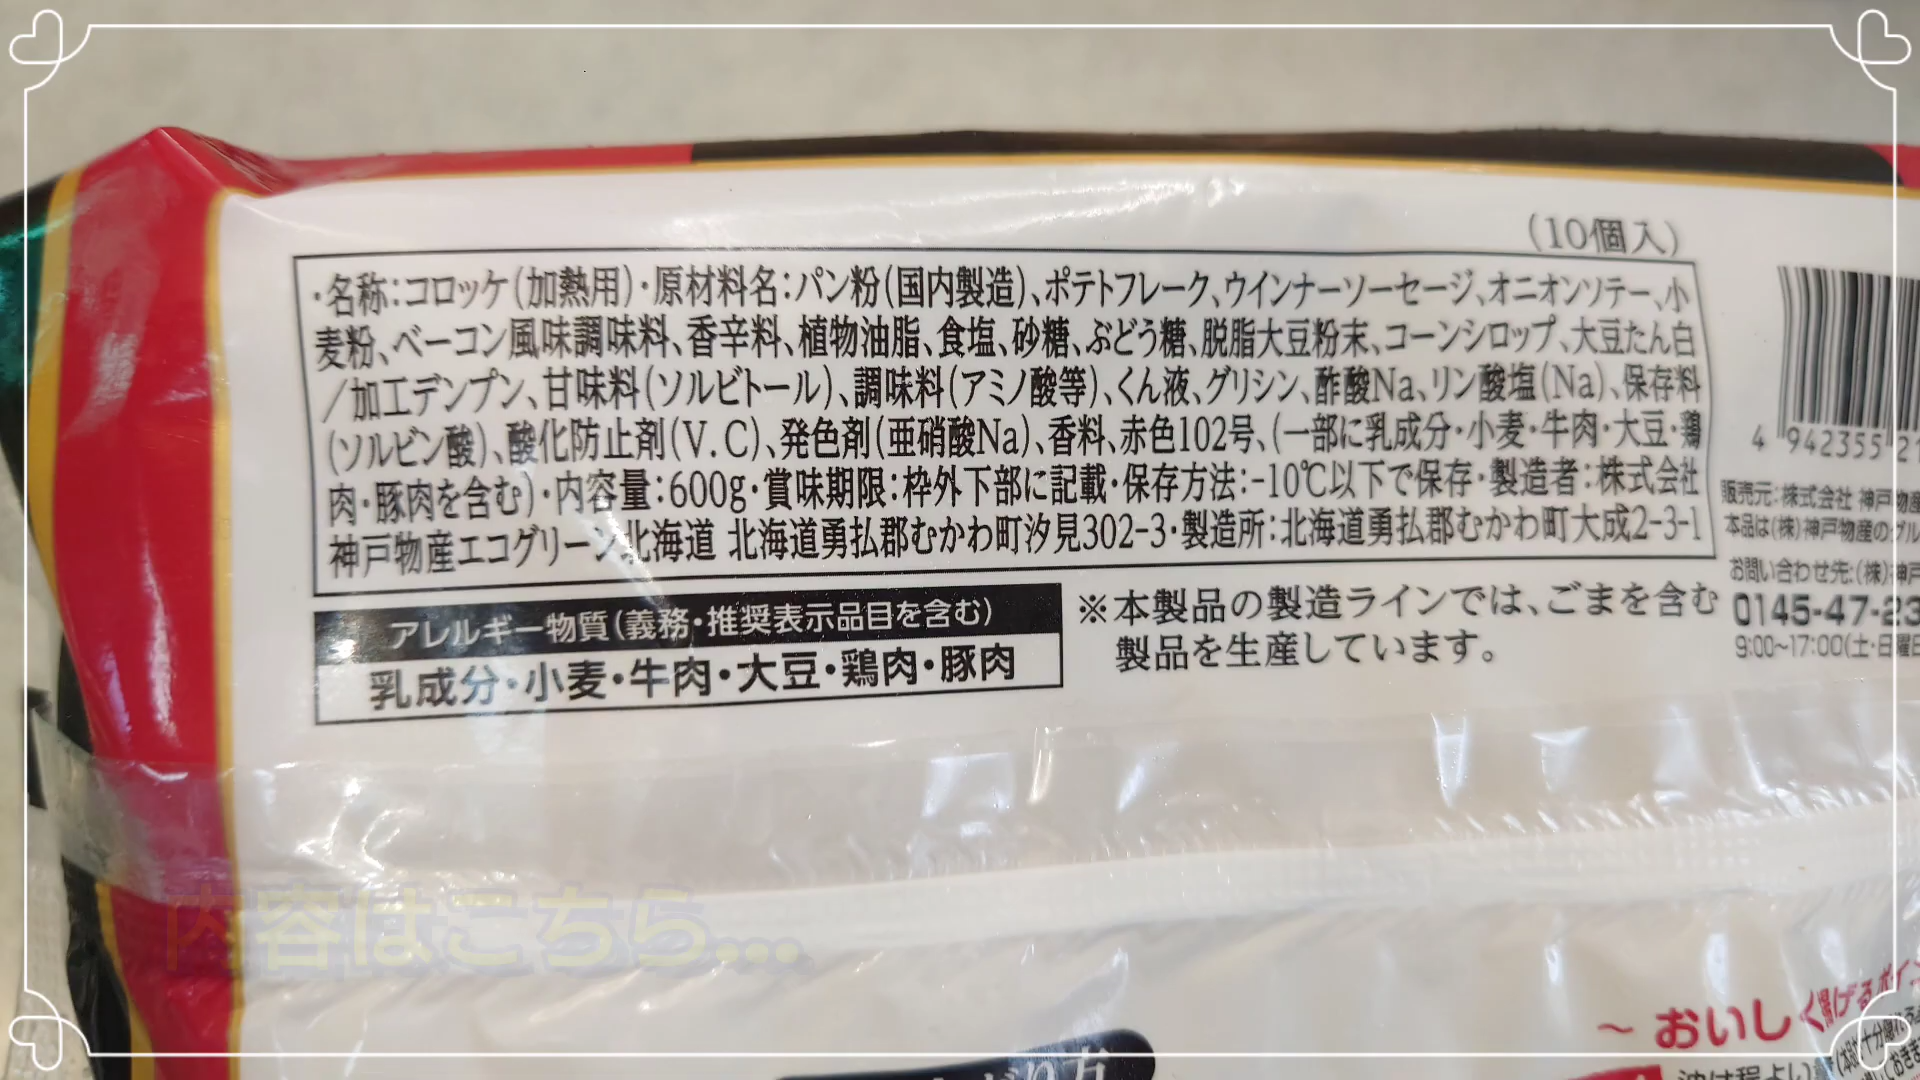 (10個入)
・名称：コロッケ(加熱用)・原材料名：パン粉(国内製造)、ポテトフレーク、ウインナーソーセージ、オニオンソテー、小
麦粉、ベーコン風味調味料、香辛料、植物油脂、食塩、砂糖、ぶどう糖、脱脂大豆粉末、コーンシロップ、大豆たん白
/加工デンプン、甘味料(ソルビトール)、調味料(アミノ酸等)、くん液、グリシン、酢酸Na、リン酸塩(Na)、保存料
(ソルビン酸)、酸化防止剤(V.C)、発色剤(亜硝酸Na)、香料、赤色102号、(一部に乳成分・小麦・牛肉・大豆・鶏
肉・豚肉を含む)・内容量：600g・賞味期限：枠外下部に記載・保存方法：-10℃以下で保存・製造者：株式会社
神戸物産エコグリーン北海道 北海道勇払郡むかわ町汐見302-3・製造所：北海道勇払郡むかわ町大成2-3-1
アレルギー物質(義務・推奨表示品目を含む)
乳成分・小麦・牛肉・大豆・鶏肉・豚肉
※本製品の製造ラインでは、ごまを含む
製品を生産しています。
4 942355 21
販売元：株式会社 神戸物産
本品は(株)神戸物産のグル
お問い合わせ先：(株)神戸
0145-47-23
9:00～17:00(土・日曜日
内容はこちら...
～おいしく揚げるポイン